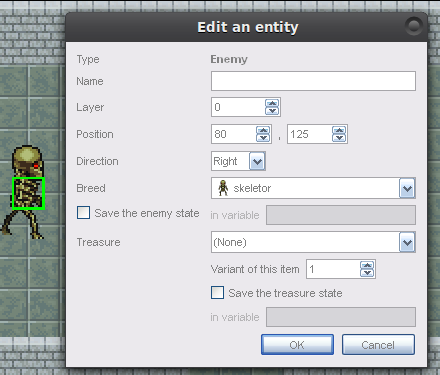 Edit an entity
Type Enemy
Name
Layer 0
Position 80 , 125
Direction Right
Breed skeletor
Save the enemy state in variable
Treasure (None)
Variant of this item 1
Save the treasure state
in variable
OK Cancel